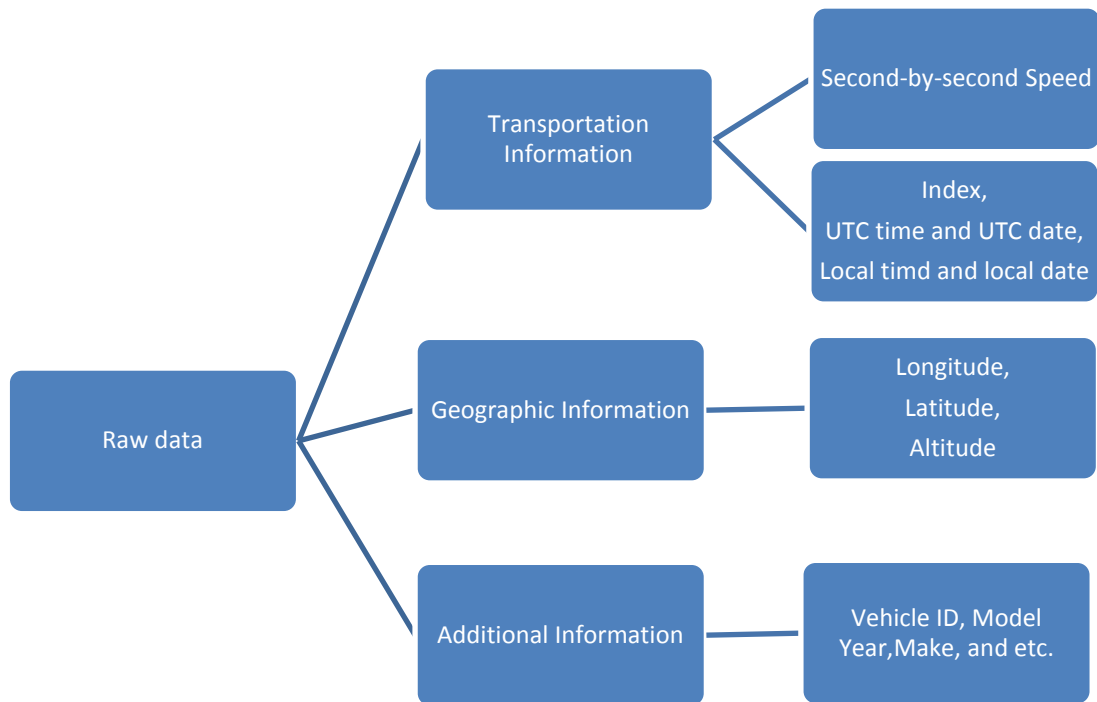 Raw data
Transportation
Information
Second-by-second Speed
Index,
UTC time and UTC date,
Local timd and local date
Geographic Information
Longitude,
Latitude,
Altitude
Additional Information
Vehicle ID, Model
Year,Make, and etc.